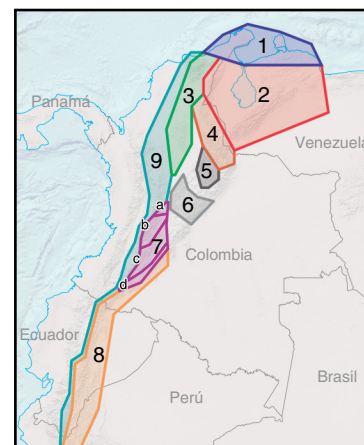 1
2
3
Panamá
4
Venezuela
9
5
a
6
b
7
Colombia
c
d
Ecuador
8
Perú
Brasil